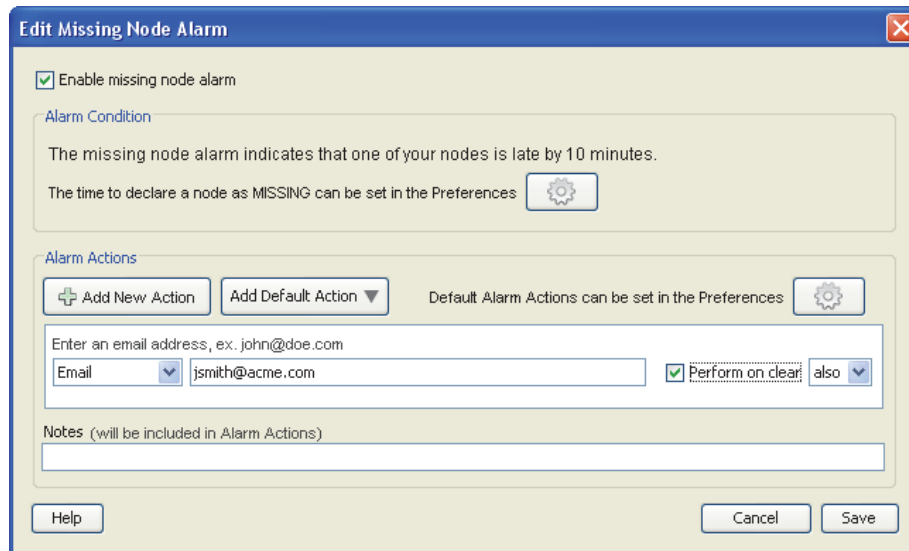 Edit Missing Node Alarm
Enable missing node alarm
Alarm Condition
The missing node alarm indicates that one of your nodes is late by 10 minutes.
The time to declare a node as MISSING can be set in the Preferences
Alarm Actions
Add New Action Add Default Action Default Alarm Actions can be set in the Preferences
Enter an email address, ex. john@doe.com
Email jsmith@acme.com Perform on clear also
Notes (will be included in Alarm Actions)
Help Cancel Save